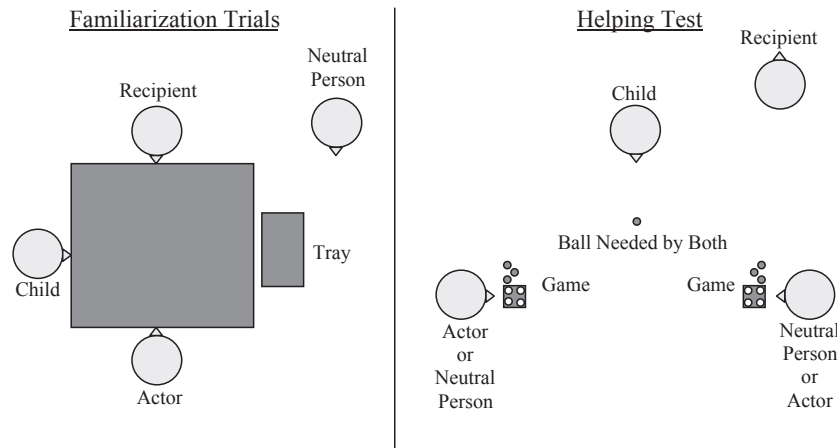 Familiarization Trials
Neutral
Person
Recipient
Child
Tray
Actor
Helping Test
Recipient
Child
Ball Needed by Both
Game
Game
Actor
or
Neutral
Person
Neutral
Person
or
Actor